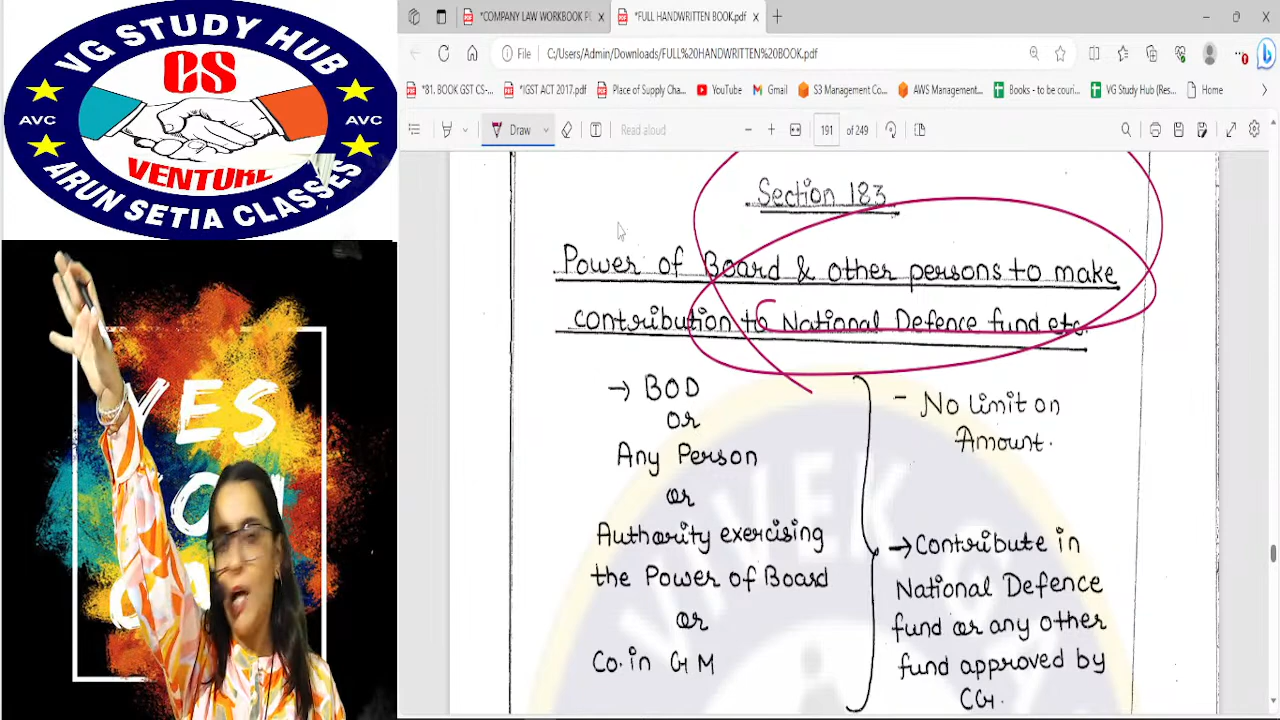 VG STUDY HUB
CS
AVC
AVC
VENTURE
ARUN SETIA CLASSES
YES
*COMPANY LAW WORKBOOK
*FULL HANDWRITTEN BOOK.pdf
File
C:/Users/Admin/Downloads/FULL%20HANDWRITTEN%20BOOK.pdf
*81. BOOK GST CS-...
*IGST ACT 2017.pdf
Place of Supply Cha...
YouTube
Gmail
S3 Management Co...
AWS Management...
Books - to be couri...
VG Study Hub (Res...
Home
Draw
Read aloud
191
of 249
Section 183
Power of Board & other persons to make
contribution to National Defence fund etc.
→ BOD
or
Any Person
or
Authority exercising
the Power of Board
or
Co. in G M
- No limit on
Amount.
→ Contribute in
National Defence
fund or any other
fund approved by
CG.